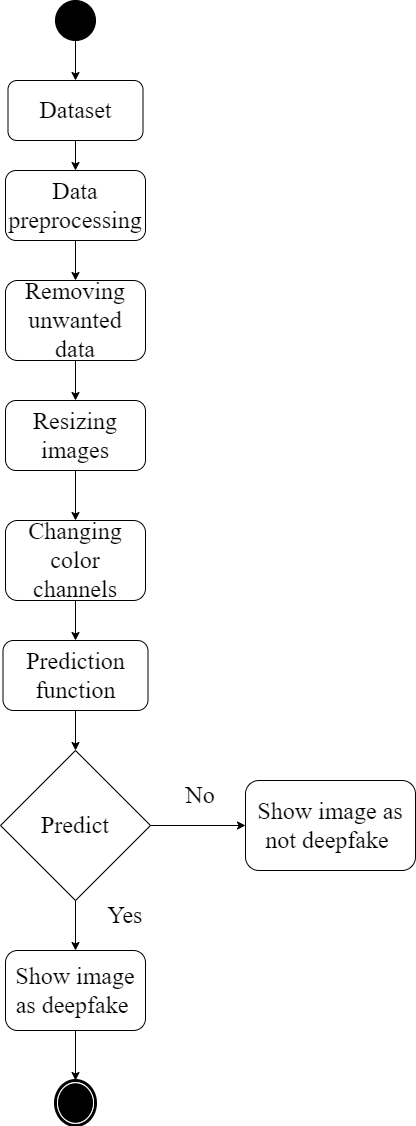 Dataset
Data
preprocessing
Removing
unwanted
data
Resizing
images
Changing
color
channels
Prediction
function
Predict
No
Show image as
not deepfake
Yes
Show image
as deepfake